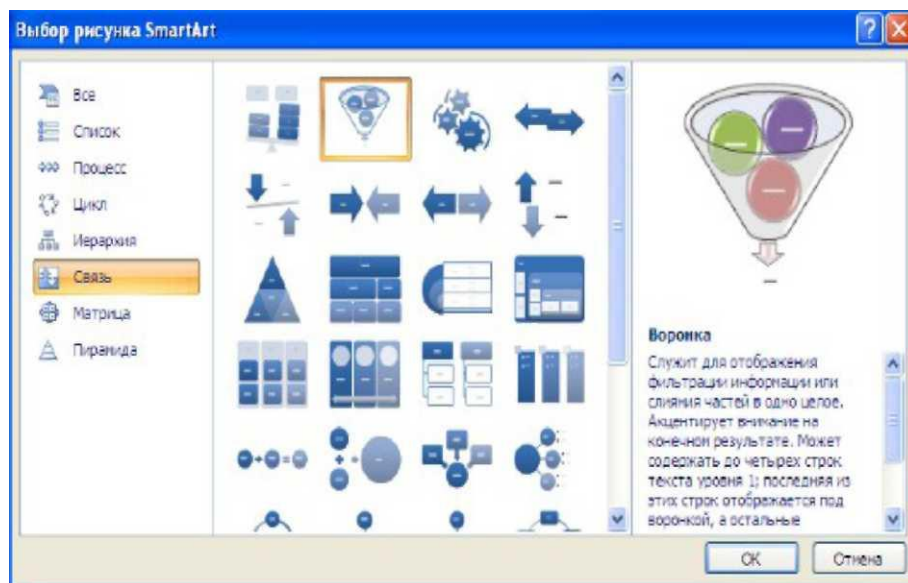 Выбор рисунка SmartArt
Все
Список
Процесс
Цикл
Иерархия
Связь
Матрица
Пирамида
Воронка
Служит для отображения
фильтрации информации или
слияния частей в одно целое.
Акцентирует внимание на
конечном результате. Может
содержать до четырех строк
текста уровня 1; последняя из
этих строк отображается под
воронкой, а остальные
ОК
Отмена